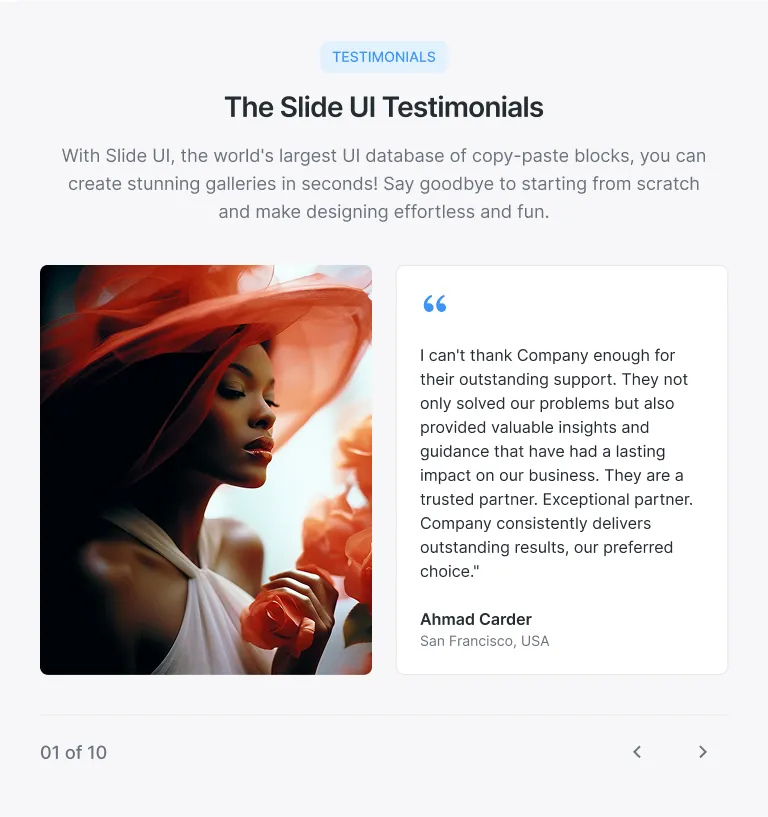 TESTIMONIALS
The Slide UI Testimonials
With Slide UI, the world's largest UI database of copy-paste blocks, you can
create stunning galleries in seconds! Say goodbye to starting from scratch
and make designing effortless and fun.
“
I can't thank Company enough for
their outstanding support. They not
only solved our problems but also
provided valuable insights and
guidance that have had a lasting
impact on our business. They are a
trusted partner. Exceptional partner.
Company consistently delivers
outstanding results, our preferred
choice."
Ahmad Carder
San Francisco, USA
01 of 10